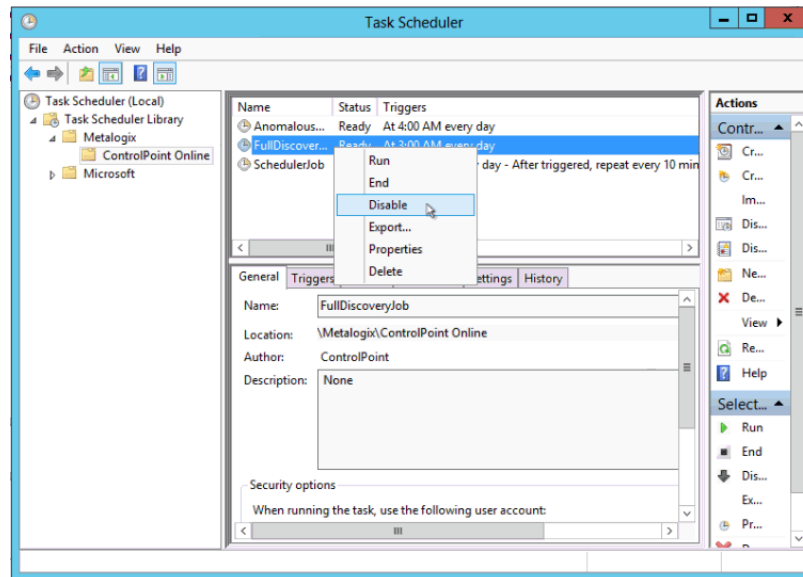 Task Scheduler
File Action View Help
Task Scheduler (Local)
Task Scheduler Library
Metalogix
ControlPoint Online
Microsoft
Name Status Triggers
Anomalous... Ready At 4:00 AM every day
FullDiscover... Ready At 3:00 AM every day
SchedulerJob day - After triggered, repeat every 10 min
Run
End
Disable
Export...
Properties
Delete
General Triggers ettings History
Name: FullDiscoveryJob
Location: \Metalogix\ControlPoint Online
Author: ControlPoint
Description: None
Security options
When running the task, use the following user account:
Actions
Contr...
Cr...
Cr...
Im...
Dis...
Dis...
Ne...
De...
View
Re...
Help
Select...
Run
End
Dis...
Ex...
Pr...